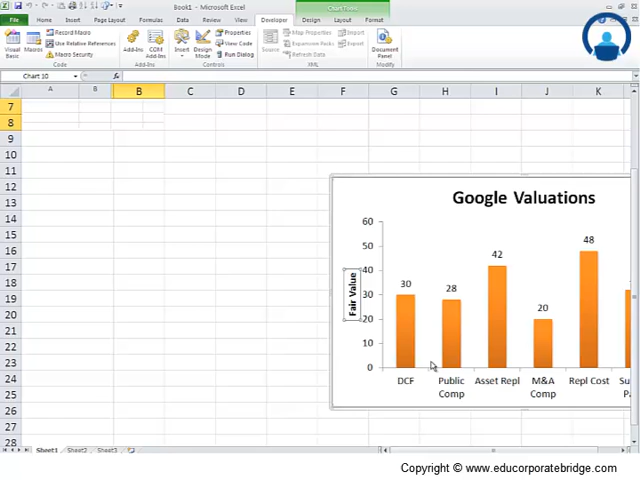 Book1 - Microsoft Excel
Chart Tools
File Home Insert Page Layout Formulas Data Review View Developer Design Layout Format
Visual Basic
Macros
Record Macro
Use Relative References
Macro Security
Code
Add-Ins
COM Add-Ins
Add-Ins
Insert
Design Mode
Properties
View Code
Run Dialog
Controls
Source
Map Properties
Expansion Packs
Refresh Data
Import
Export
XML
Document Panel
Modify
Chart 10
fx
A B B C D E F G H I J K
7
8
9
10
11
12
13
14
15
16
17
18
19
20
21
22
23
24
25
26
27
28
Google Valuations
Fair Value
60
50
40
30
20
10
0
30 28 42 20 48
DCF
Public Comp
Asset Repl
M&A Comp
Repl Cost
Sheet1 Sheet2 Sheet3
Copyright © www.educorporatebridge.com